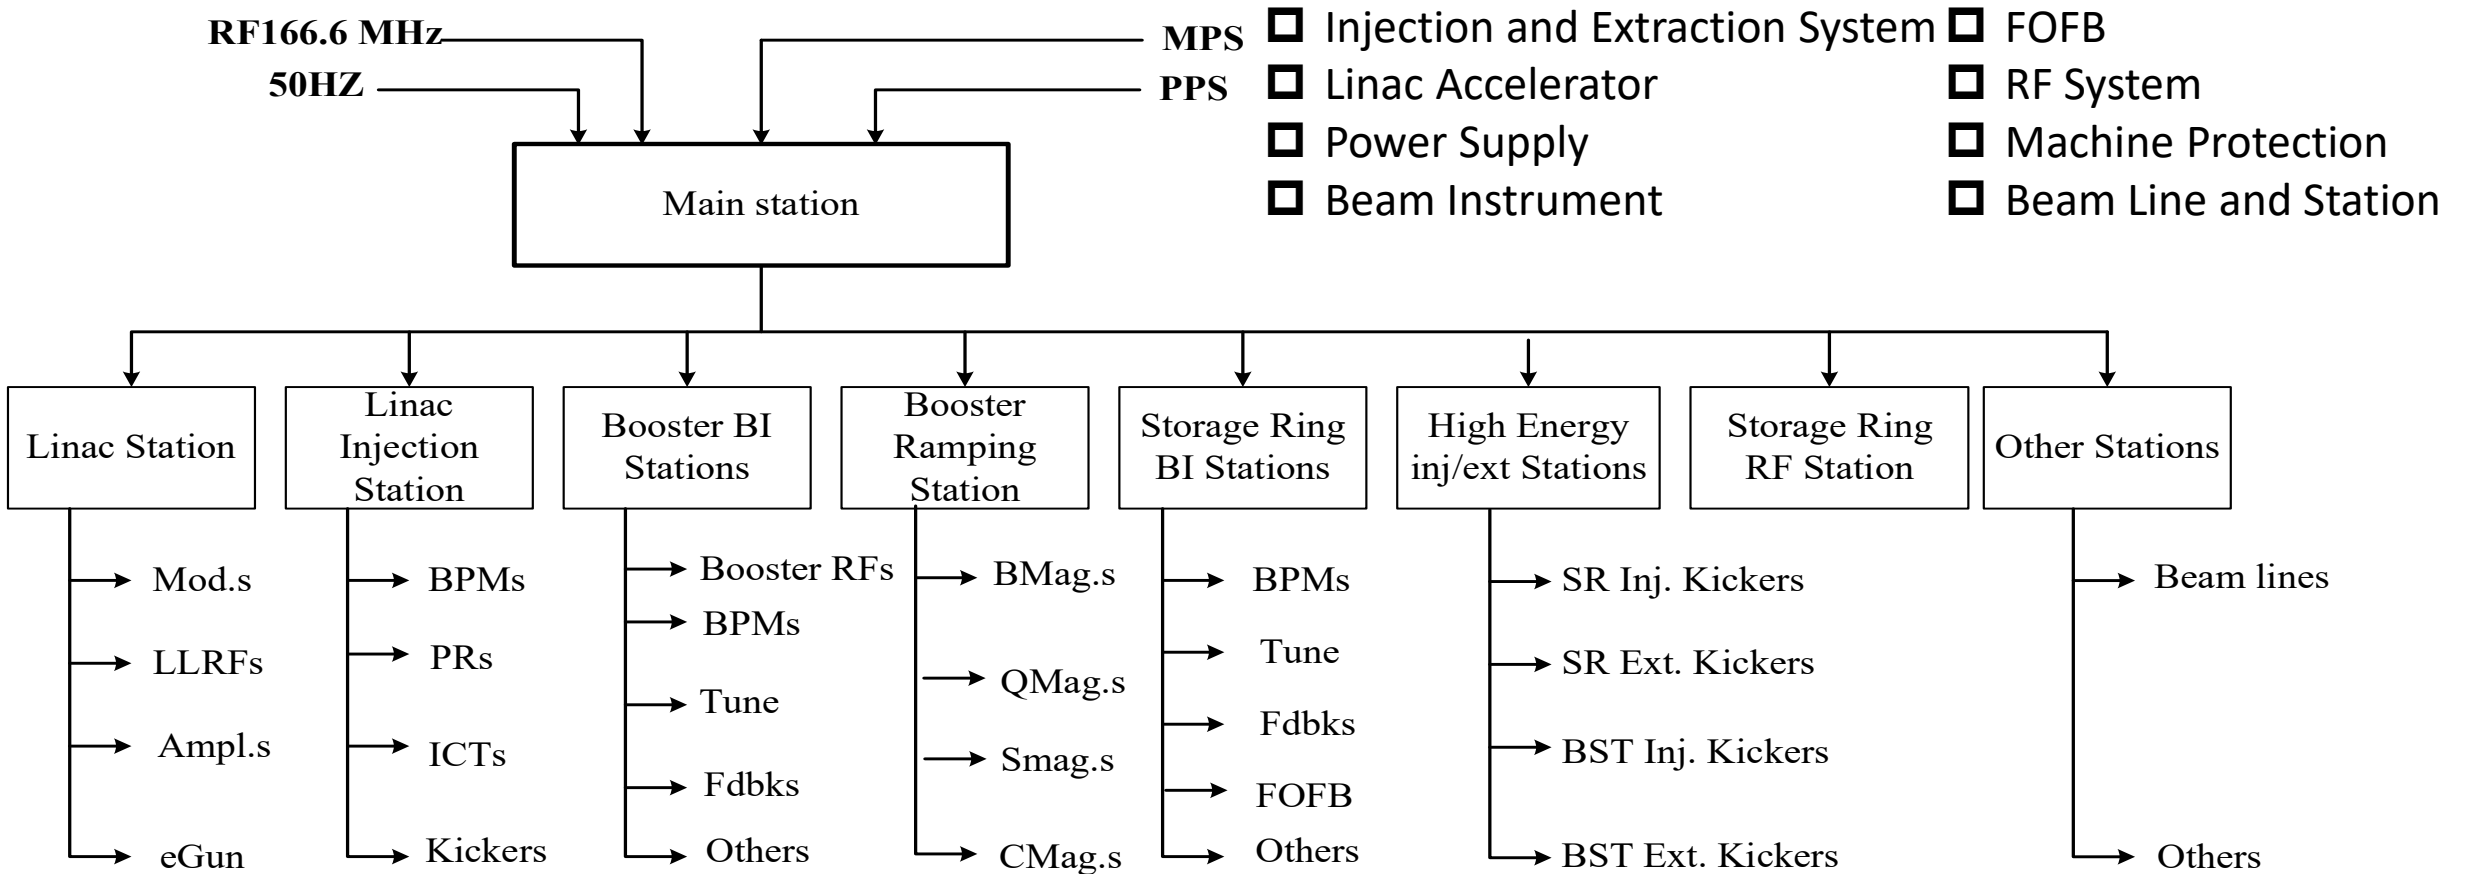 RF166.6 MHz
50HZ
MPS
PPS
Injection and Extraction System
Linac Accelerator
Power Supply
Beam Instrument
FOFB
RF System
Machine Protection
Beam Line and Station
Main station
Linac Station
Linac
Injection
Station
Booster BI
Stations
Booster
Ramping
Station
Storage Ring
BI Stations
High Energy
inj/ext Stations
Storage Ring
RF Station
Other Stations
Mod.s
LLRFs
Ampl.s
eGun
BPMs
PRs
ICTs
Kickers
Booster RFs
BPMs
Tune
Fdbks
Others
BMag.s
QMag.s
Smag.s
CMag.s
BPMs
Tune
Fdbks
FOFB
Others
SR Inj. Kickers
SR Ext. Kickers
BST Inj. Kickers
BST Ext. Kickers
Beam lines
Others